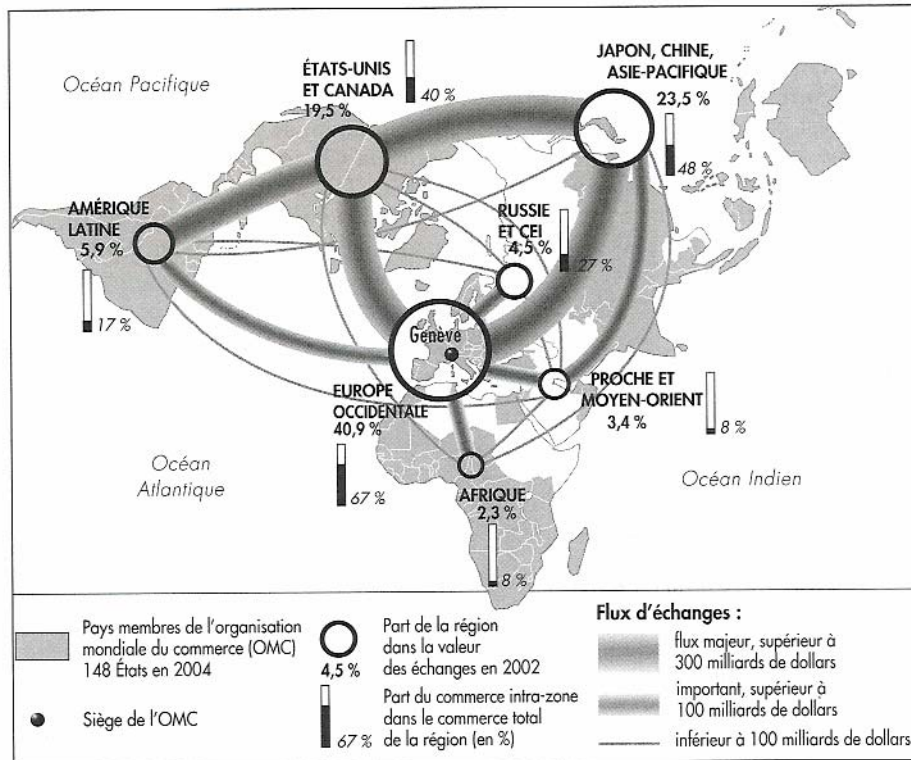 Océan Pacifique
ÉTATS-UNIS
ET CANADA
19,5 %
40 %
JAPON, CHINE,
ASIE-PACIFIQUE
23,5 %
48 %
AMÉRIQUE
LATINE
5,9 %
17 %
RUSSIE
ET CEI
4,5 %
27 %
Genève
EUROPE
OCCIDENTALE
40,9 %
67 %
PROCHE ET
MOYEN-ORIENT
3,4 %
8 %
Océan
Atlantique
Océan Indien
AFRIQUE
2,3 %
8 %
Pays membres de l'organisation
mondiale du commerce (OMC)
148 États en 2004
Siège de l'OMC
4,5 %
Part de la région
dans la valeur
des échanges en 2002
67 %
Part du commerce intra-zone
dans le commerce total
de la région (en %)
Flux d'échanges :
flux majeur, supérieur à
300 milliards de dollars
important, supérieur à
100 milliards de dollars
inférieur à 100 milliards de dollars